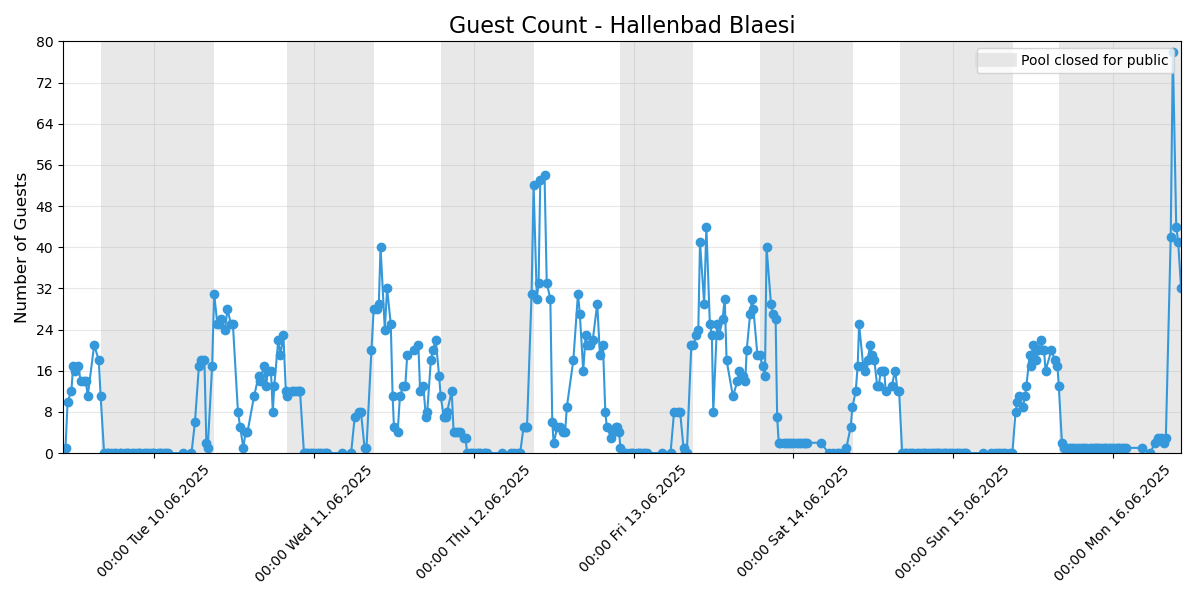 Guest Count - Hallenbad Blaesi
Pool closed for public
Number of Guests
80
72
64
56
48
40
32
24
16
8
0
00:00 Tue 10.06.2025
00:00 Wed 11.06.2025
00:00 Thu 12.06.2025
00:00 Fri 13.06.2025
00:00 Sat 14.06.2025
00:00 Sun 15.06.2025
00:00 Mon 16.06.2025